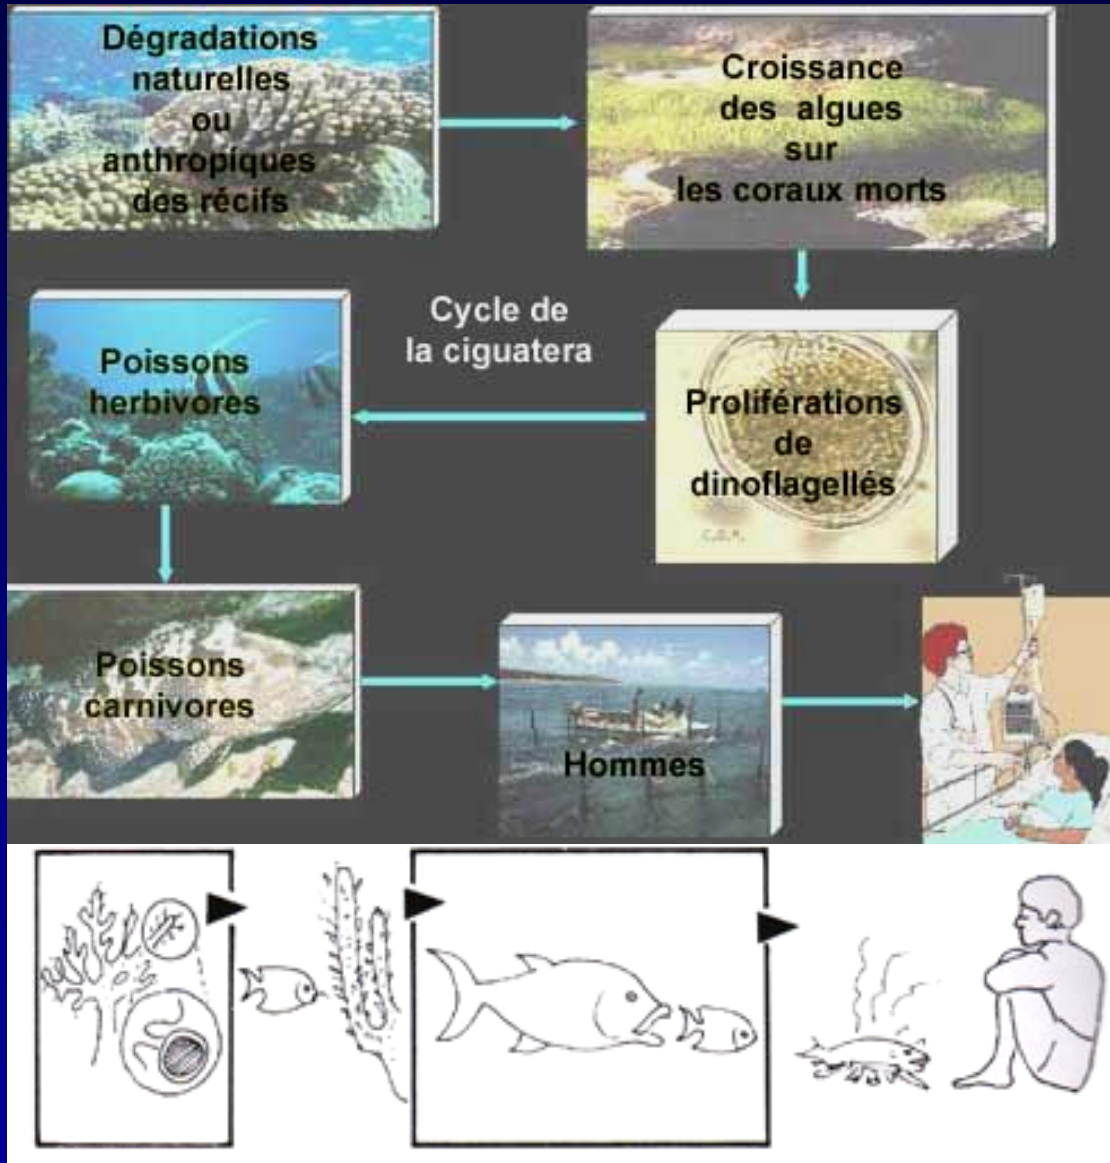 Dégradations
naturelles
ou
anthropiques
des récifs
Croissance
des algues
sur
les coraux morts
Cycle de
la ciguatera
Poissons
herbivores
Proliférations
de
dinoflagellés
Poissons
carnivores
Hommes